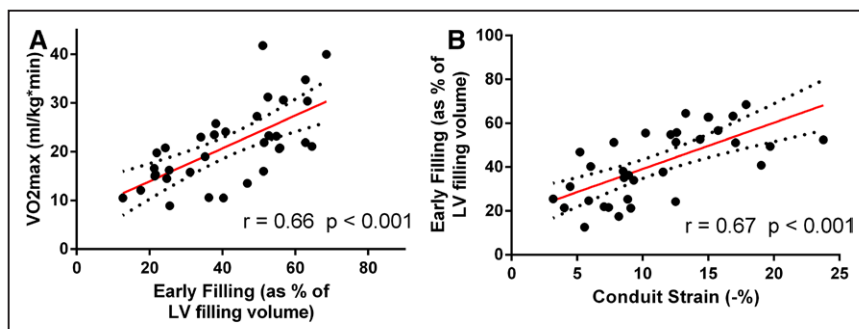 A
VO2max (ml/kg*min)
50
40
30
20
10
0
r = 0.66 p < 0.001
0 20 40 60 80
Early Filling (as % of
LV filling volume)
B
Early Filling (as % of
LV filling volume)
100
80
60
40
20
0
r = 0.67 p < 0.001
0 5 10 15 20 25
Conduit Strain (-%)